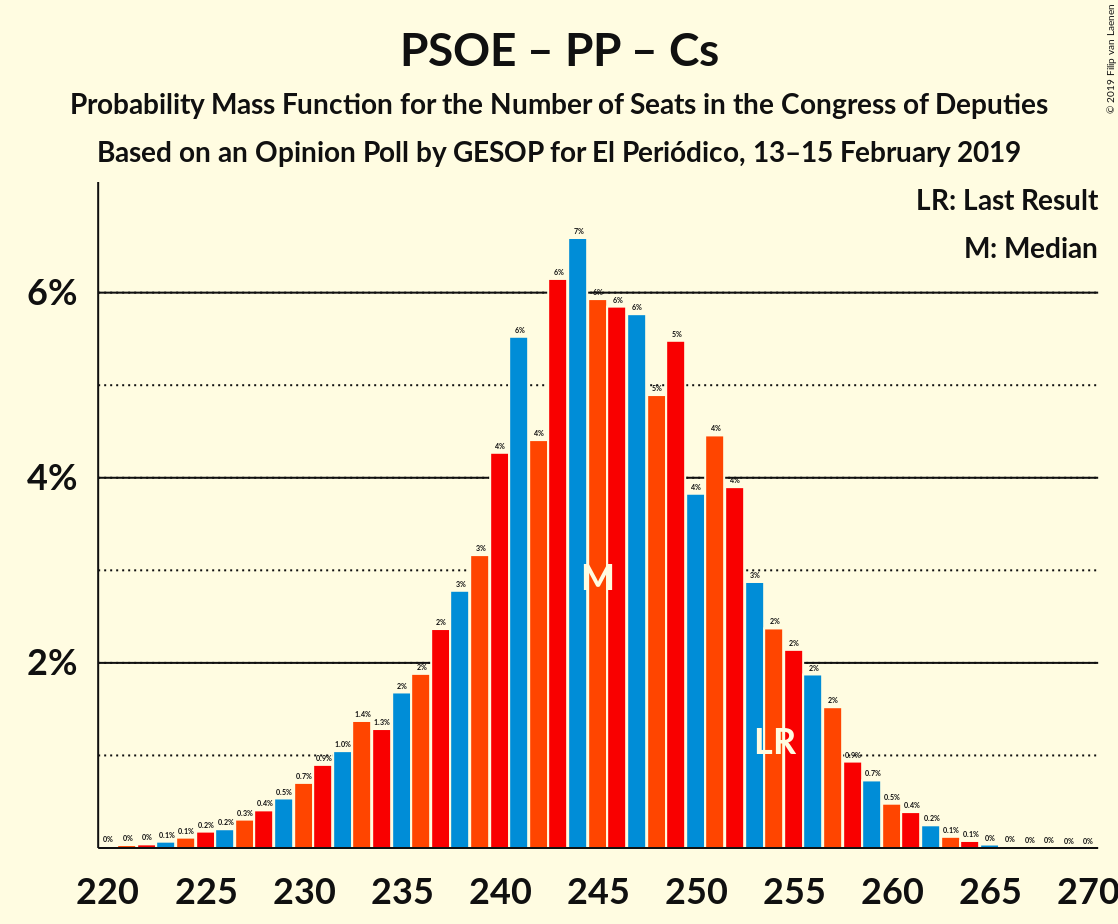 PSOE – PP – Cs
Probability Mass Function for the Number of Seats in the Congress of Deputies
Based on an Opinion Poll by GESOP for El Periódico, 13–15 February 2019
© 2019 Filip van Laenen
LR: Last Result
M: Median
6%
4%
2%
0% 0% 0% 0.1% 0.1% 0.2% 0.2% 0.3% 0.4% 0.5% 0.7% 0.9% 1.0% 1.4% 1.3% 2% 2% 2% 3% 3% 4% 6% 4% 6% 7% 6% 6% 6% 5% 5% 4% 4% 4% 3% 2% 2% 2% 2% 0.9% 0.7% 0.5% 0.4% 0.2% 0.1% 0.1% 0% 0% 0% 0% 0% 0%
M
LR
220 225 230 235 240 245 250 255 260 265 270